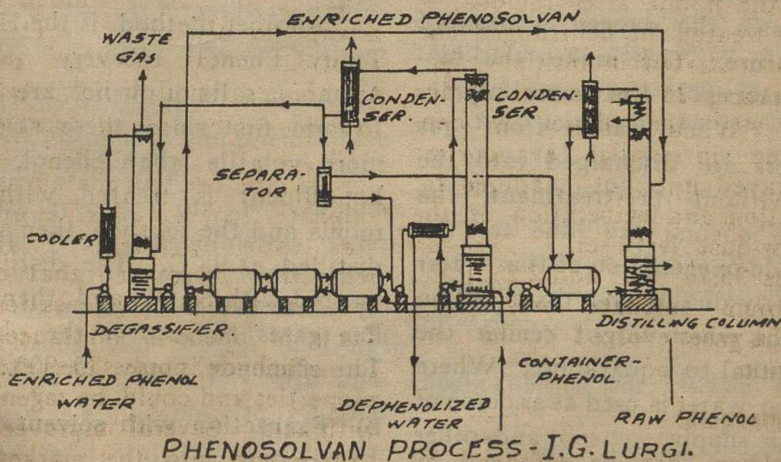 ENRICHED PHENOSOLVAN
WASTE
GAS
CONDEN-
SER.
CONDEN-
SER
SEPARA-
TOR
COOLER
DEGASSIFIER.
DISTILLING COLUMN
ENRICHED PHENOL
WATER
DEPHENOLIZED
WATER
CONTAINER-
PHENOL
RAW PHENOL
PHENOSOLVAN PROCESS-I.G. LURGI.